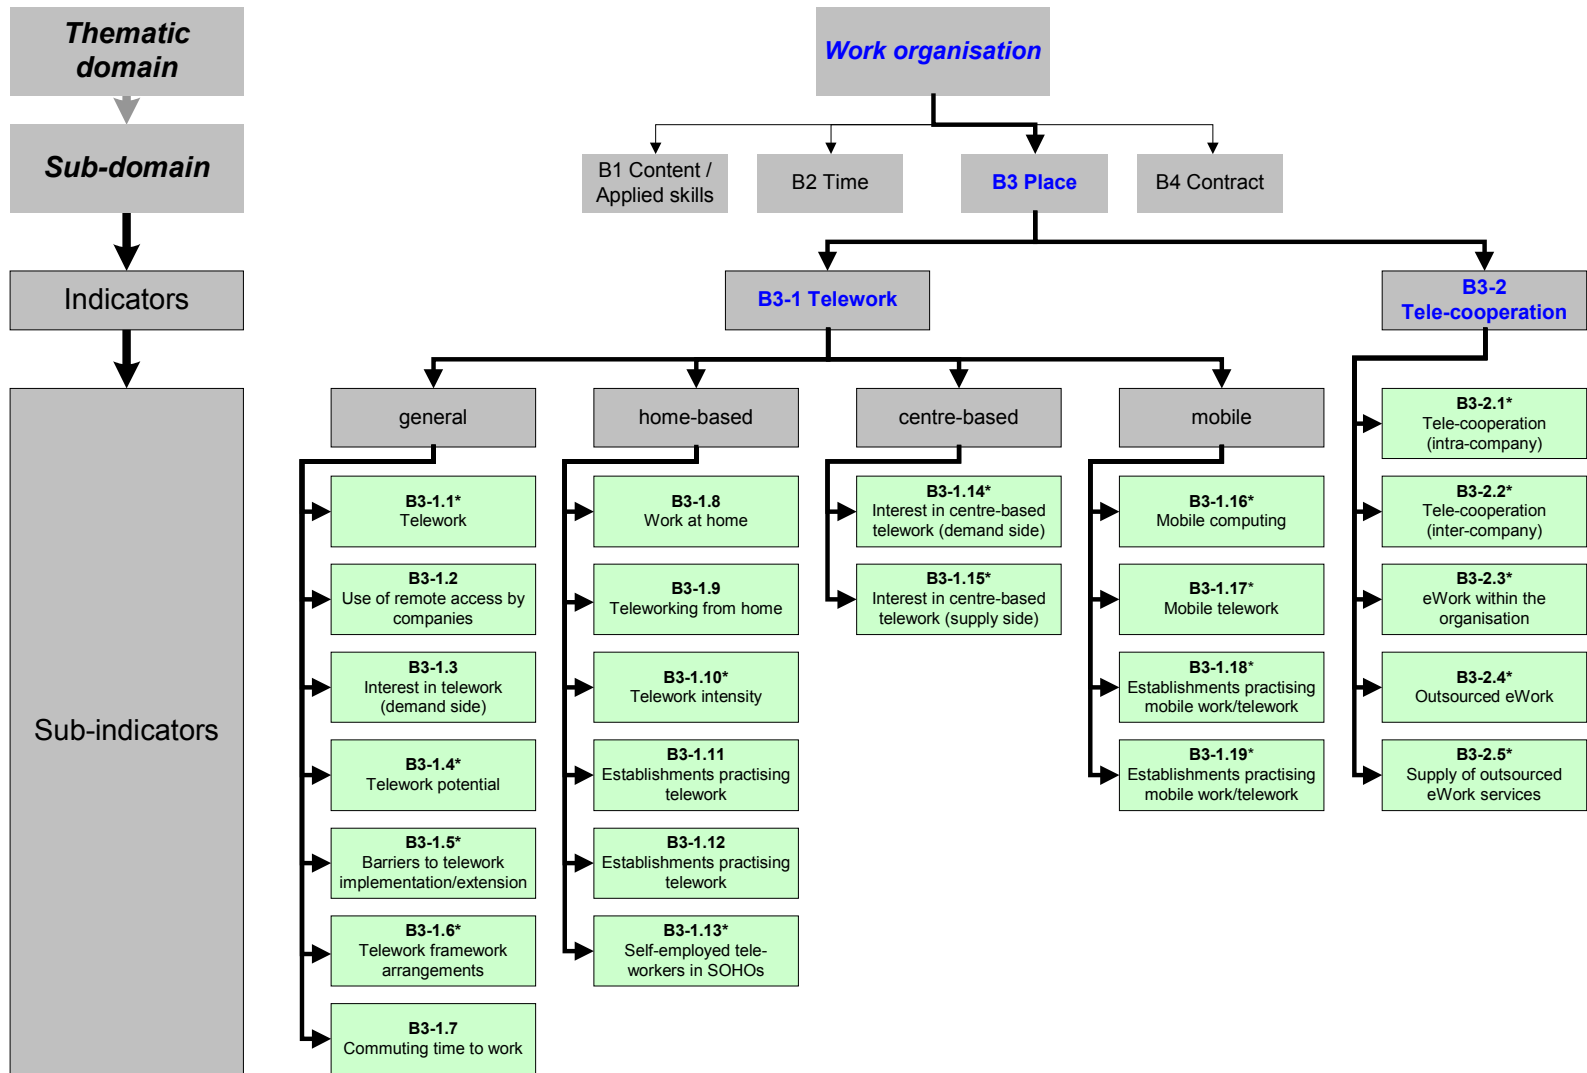 Thematic
domain
Work organisation
Sub-domain
B1 Content /
Applied skills
B2 Time
B3 Place
B4 Contract
Indicators
B3-1 Telework
B3-2
Tele-cooperation
Sub-indicators
general
B3-1.1*
Telework
B3-1.2
Use of remote access by
companies
B3-1.3
Interest in telework
(demand side)
B3-1.4*
Telework potential
B3-1.5*
Barriers to telework
implementation/extension
B3-1.6*
Telework framework
arrangements
B3-1.7
Commuting time to work
home-based
B3-1.8
Work at home
B3-1.9
Teleworking from home
B3-1.10*
Telework intensity
B3-1.11
Establishments practising
telework
B3-1.12
Establishments practising
telework
B3-1.13*
Self-employed tele-
workers in SOHOs
centre-based
B3-1.14*
Interest in centre-based
telework (demand side)
B3-1.15*
Interest in centre-based
telework (supply side)
mobile
B3-1.16*
Mobile computing
B3-1.17*
Mobile telework
B3-1.18*
Establishments practising
mobile work/telework
B3-1.19*
Establishments practising
mobile work/telework
B3-2.1*
Tele-cooperation
(intra-company)
B3-2.2*
Tele-cooperation
(inter-company)
B3-2.3*
eWork within the
organisation
B3-2.4*
Outsourced eWork
B3-2.5*
Supply of outsourced
eWork services